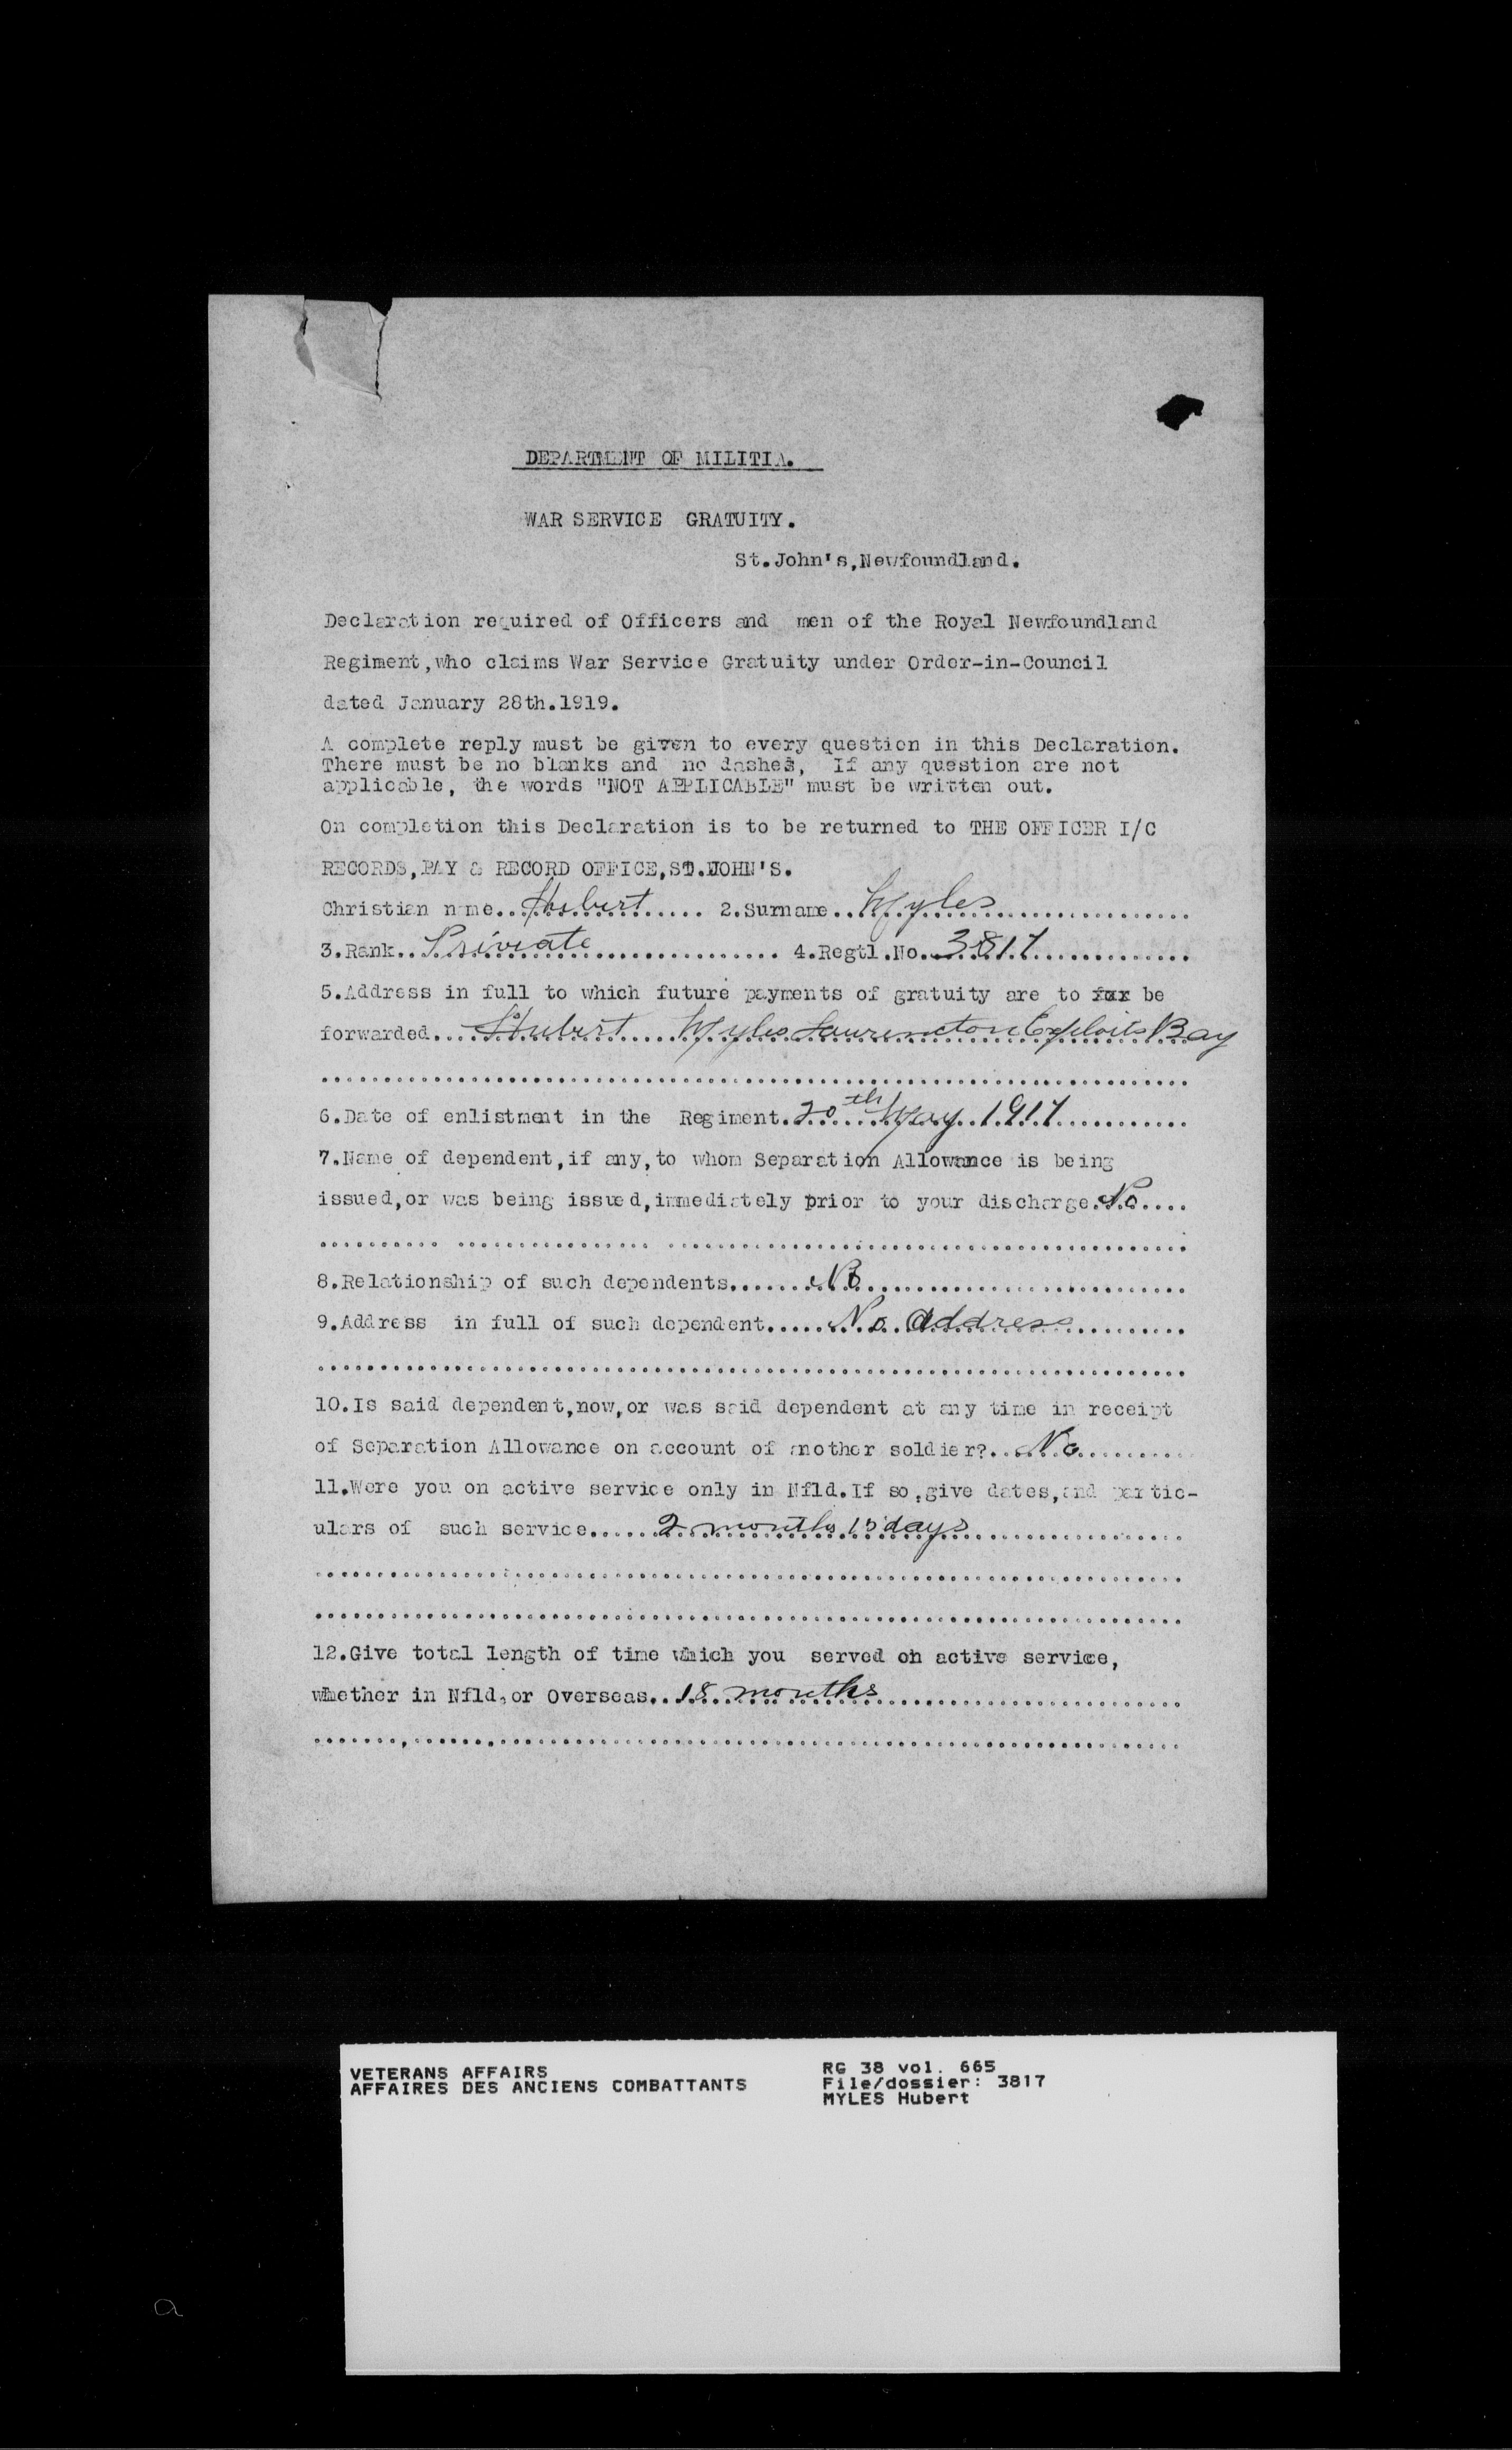 DEPARTMENT OF MILITIA.
WAR SERVICE GRATUITY.
St.John's,Newfoundland.
Declaration required of Officers and men of the Royal Newfoundland
Regiment,who claims War Service Gratuity under Order-in-Council
dated January 28th.1919.
A complete reply must be given to every question in this Declaration.
There must be no blanks and no dashes, If any question are not
applicable, the words "NOT APPLICABLE" must be written out.
On completion this Declaration is to be returned to THE OFFICER I/C
RECORDS,PAY & RECORD OFFICE,ST.JOHN'S.
Christian name..Hubert..... 2.Surname..Myles................
3.Rank..Private................... 4.Regtl.No..3817.............
5.Address in full to which future payments of gratuity are to for be
forwarded....Hubert Myles Laurencton Exploits Bay
6.Date of enlistment in the Regiment.20th May 1917...........
7.Name of dependent,if any,to whom Separation Allowance is being
issued,or was being issued,immediately prior to your discharge.No....
8.Relationship of such dependents.......No..........................
9.Address in full of such dependent.....No address.........
10.Is said dependent,now,or was said dependent at any time in receipt
of Separation Allowance on account of another soldier?...No.........
11.Were you on active service only in Nfld.If so,give dates,and partic-
ulars of such service......2 months 15 days.................
12.Give total length of time which you served on active service,
whether in Nfld,or Overseas..18 months.........................
VETERANS AFFAIRS
AFFAIRES DES ANCIENS COMBATTANTS
RG 38 vol. 665
File/dossier: 3817
MYLES Hubert
a